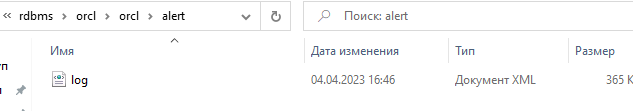 « rdbms › orcl › orcl › alert
Поиск: alert
Имя Дата изменения Тип Размер
уп
log 04.04.2023 16:46 Документ XML 365 К